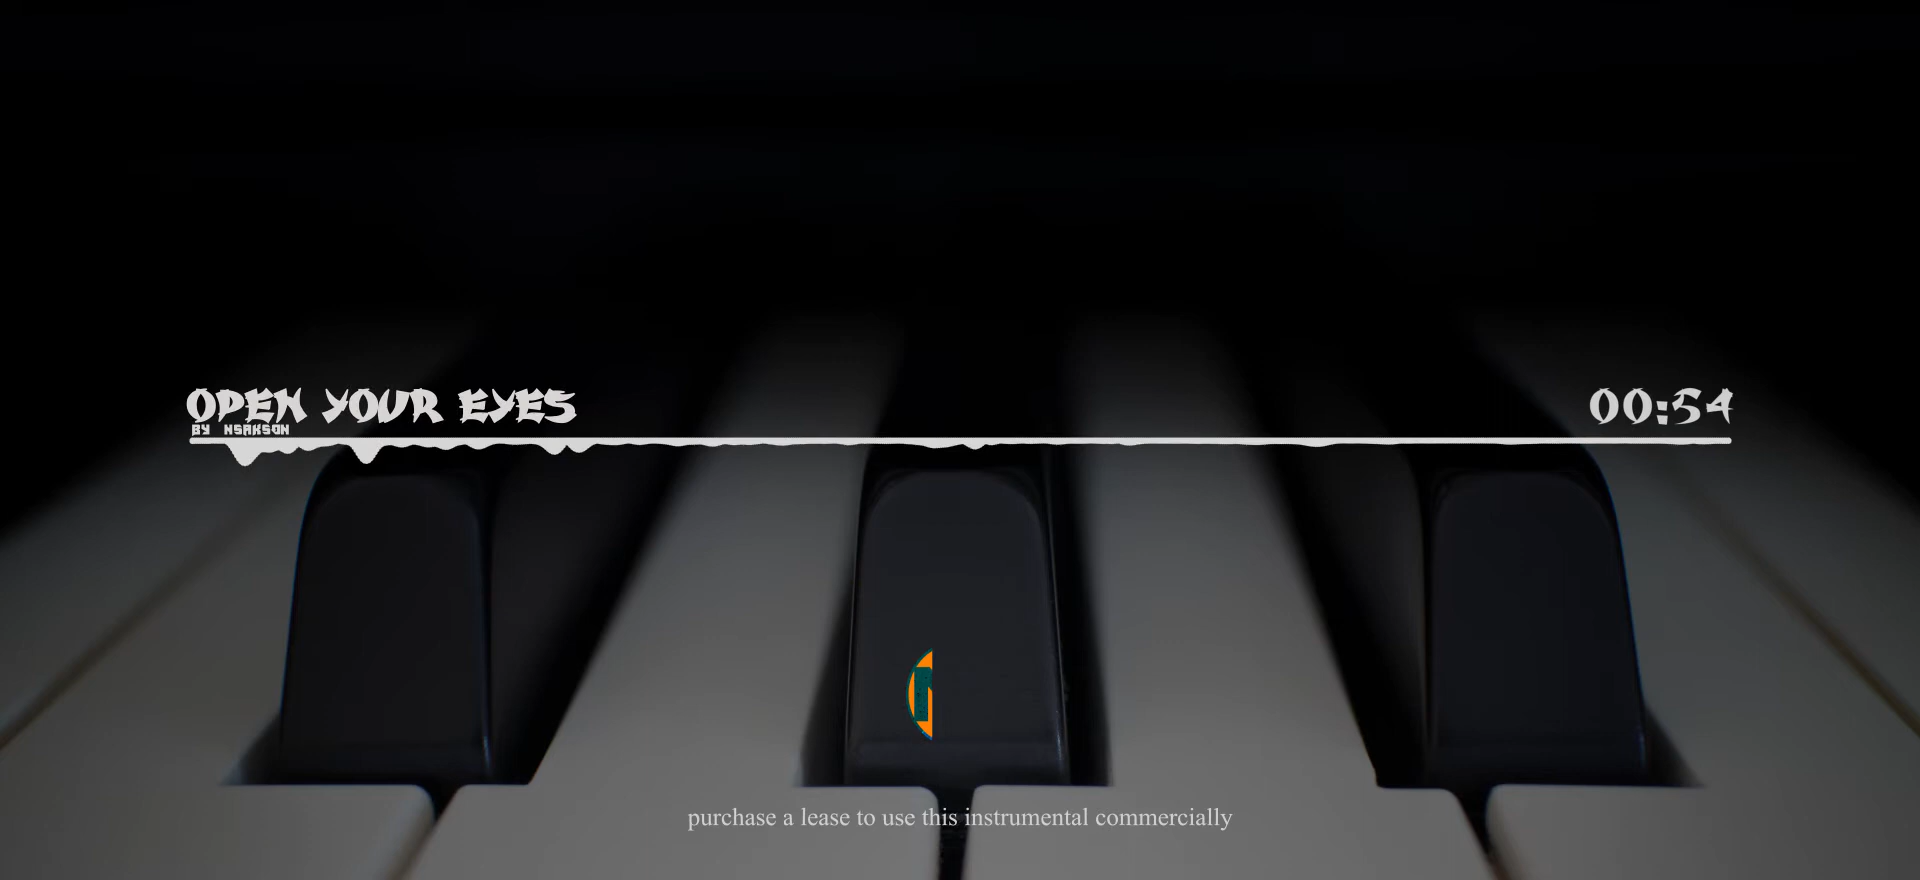 OPEN YOUR EYES
BY NSAKSON
00:54
purchase a lease to use this instrumental commercially